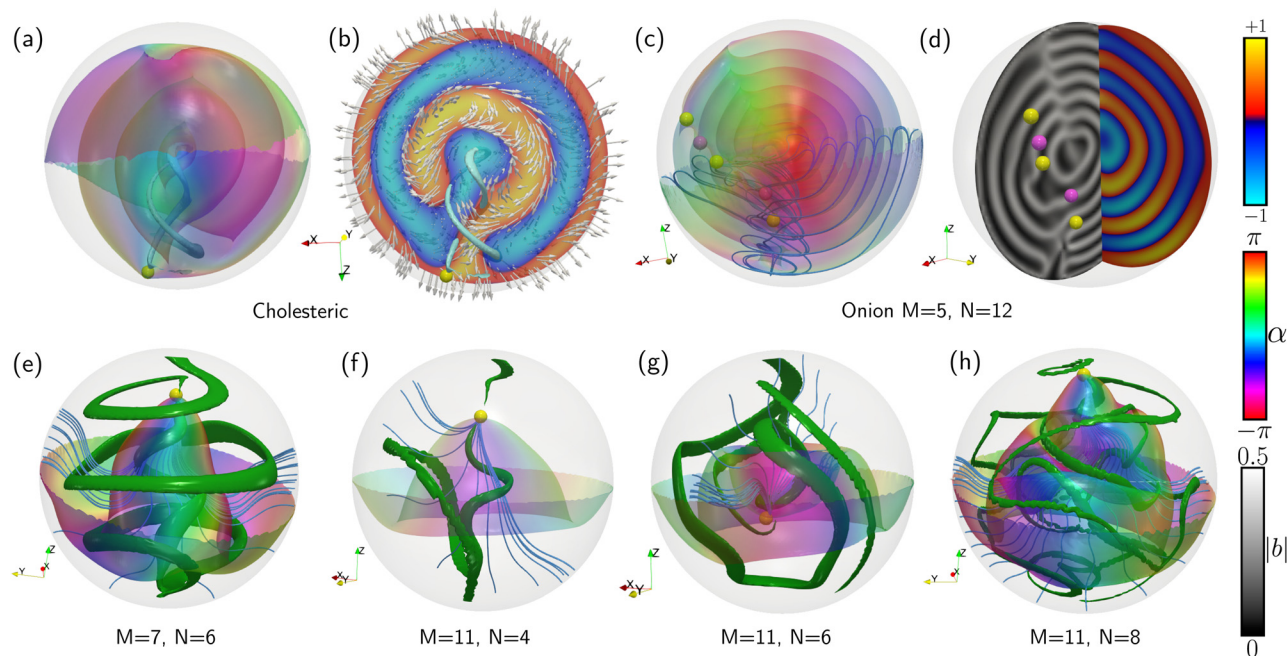 (a)
(b)
(c)
(d)
+1
−1
X
Y
Z
Z
X
Y
Z
X
Y
Cholesteric
Onion M=5, N=12
π
α
−π
(e)
(f)
(g)
(h)
0.5
|b|
0
Z
X
Y
Z
X
Y
Z
X
Y
Z
X
Y
M=7, N=6
M=11, N=4
M=11, N=6
M=11, N=8